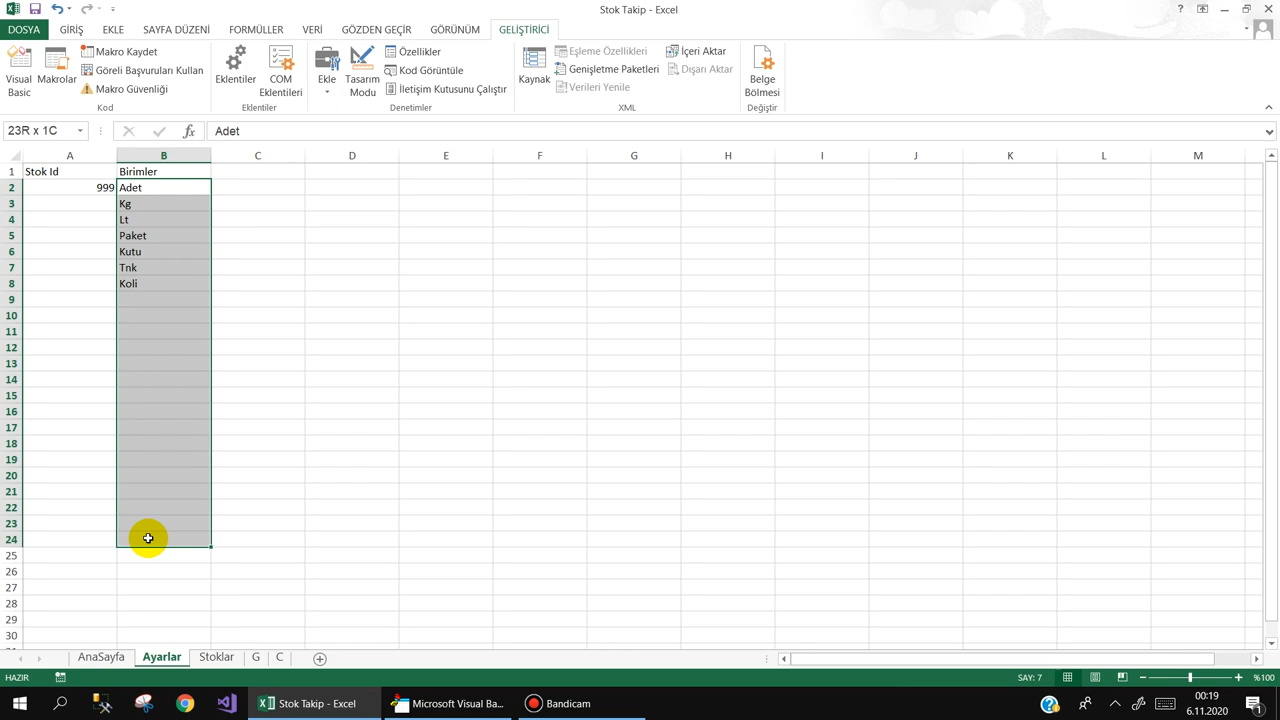 Stok Takip - Excel
DOSYA GİRİŞ EKLE SAYFA DÜZENİ FORMÜLLER VERİ GÖZDEN GEÇİR GÖRÜNÜM GELİŞTİRİCİ
Visual Basic
Makrolar
Makro Kaydet
Göreli Başvuruları Kullan
Makro Güvenliği
Kod
Eklentiler
COM Eklentileri
Eklentiler
Ekle
Tasarım Modu
Özellikler
Kod Görüntüle
İletişim Kutusunu Çalıştır
Denetimler
Kaynak
Eşleme Özellikleri
Genişletme Paketleri
Verileri Yenile
İçeri Aktar
Dışarı Aktar
XML
Belge Bölmesi
Değiştir
23R x 1C fx Adet
A B C D E F G H I J K L M
1 Stok Id Birimler
2 999 Adet
3 Kg
4 Lt
5 Paket
6 Kutu
7 Tnk
8 Koli
9
10
11
12
13
14
15
16
17
18
19
20
21
22
23
24
25
26
27
28
29
30
AnaSayfa Ayarlar Stoklar G C
HAZIR SAY: 7 %100
Stok Takip - Excel Microsoft Visual Ba... Bandicam 00:19
6.11.2020